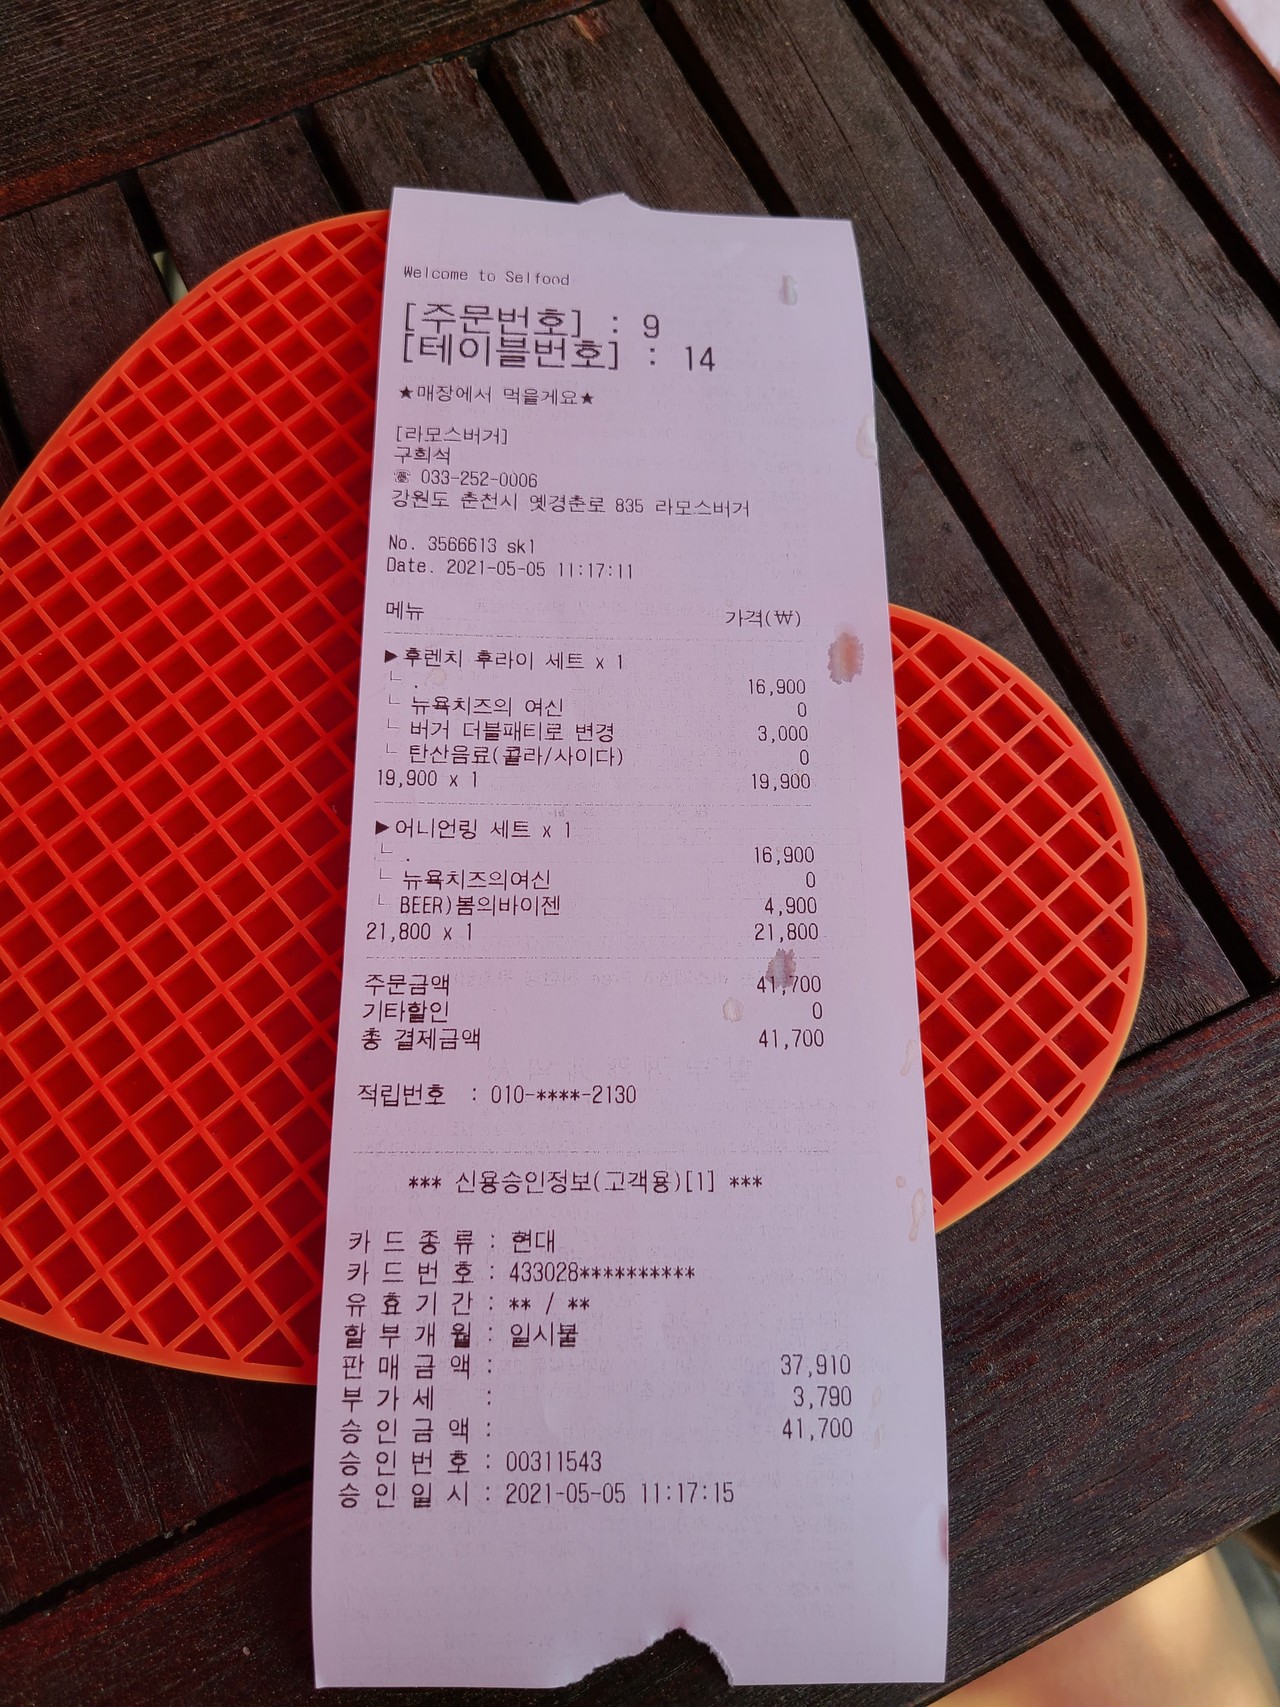 Welcome to Selfood
[주문번호] : 9
[테이블번호] : 14
★매장에서 먹을게요★
[라모스버거]
구희석
☏ 033-252-0006
강원도 춘천시 옛경춘로 835 라모스버거
No. 3566613 sk1
Date. 2021-05-05 11:17:11
메뉴 가격(₩)
▶후렌치 후라이 세트 x 1
└ . 16,900
└ 뉴욕치즈의 여신 0
└ 버거 더블패티로 변경 3,000
└ 탄산음료(콜라/사이다) 0
19,900 x 1 19,900
▶어니언링 세트 x 1
└ . 16,900
└ 뉴욕치즈의여신 0
└ BEER)봄의바이젠 4,900
21,800 x 1 21,800
주문금액 41,700
기타할인 0
총 결제금액 41,700
적립번호 : 010-****-2130
*** 신용승인정보(고객용)[1] ***
카 드 종 류 : 현대
카 드 번 호 : 433028**********
유 효 기 간 : ** / **
할 부 개 월 : 일시불
판 매 금 액 : 37,910
부 가 세 : 3,790
승 인 금 액 : 41,700
승 인 번 호 : 00311543
승 인 일 시 : 2021-05-05 11:17:15